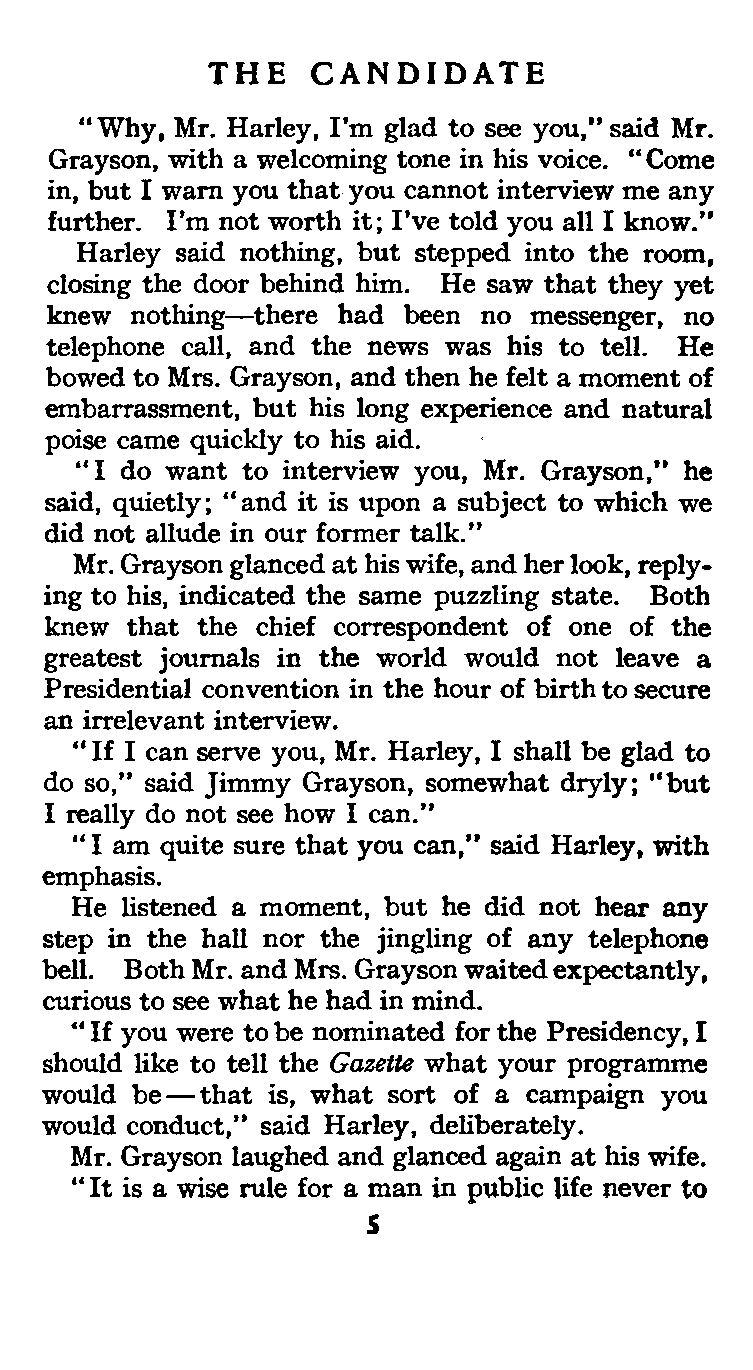 THE CANDIDATE
"Why, Mr. Harley, I'm glad to see you," said Mr.
Grayson, with a welcoming tone in his voice. "Come
in, but I warn you that you cannot interview me any
further. I'm not worth it; I've told you all I know."
Harley said nothing, but stepped into the room,
closing the door behind him. He saw that they yet
knew nothing—there had been no messenger, no
telephone call, and the news was his to tell. He
bowed to Mrs. Grayson, and then he felt a moment of
embarrassment, but his long experience and natural
poise came quickly to his aid.
"I do want to interview you, Mr. Grayson," he
said, quietly; "and it is upon a subject to which we
did not allude in our former talk."
Mr. Grayson glanced at his wife, and her look, reply-
ing to his, indicated the same puzzling state. Both
knew that the chief correspondent of one of the
greatest journals in the world would not leave a
Presidential convention in the hour of birth to secure
an irrelevant interview.
"If I can serve you, Mr. Harley, I shall be glad to
do so," said Jimmy Grayson, somewhat dryly; "but
I really do not see how I can."
"I am quite sure that you can," said Harley, with
emphasis.
He listened a moment, but he did not hear any
step in the hall nor the jingling of any telephone
bell. Both Mr. and Mrs. Grayson waited expectantly,
curious to see what he had in mind.
"If you were to be nominated for the Presidency, I
should like to tell the Gazette what your programme
would be—that is, what sort of a campaign you
would conduct," said Harley, deliberately.
Mr. Grayson laughed and glanced again at his wife.
"It is a wise rule for a man in public life never to
5